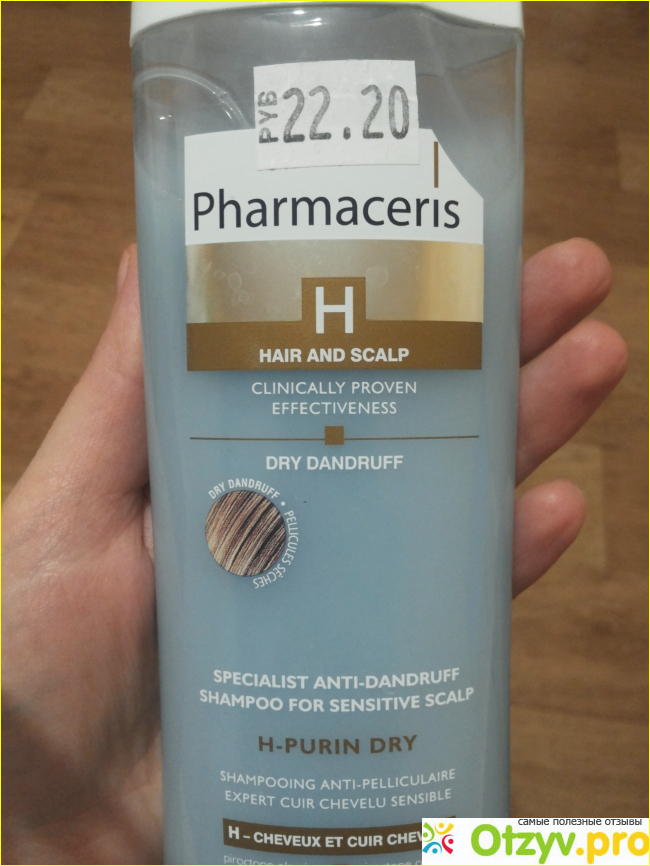 РУБ 22.20
Pharmaceris
H
HAIR AND SCALP
CLINICALLY PROVEN
EFFECTIVENESS
DRY DANDRUFF
DRY DANDRUFF • PELLICULES SÈCHES
SPECIALIST ANTI-DANDRUFF
SHAMPOO FOR SENSITIVE SCALP
H-PURIN DRY
SHAMPOOING ANTI-PELLICULAIRE
EXPERT CUIR CHEVELU SENSIBLE
H – CHEVEUX ET CUIR
самые полезные отзывы
Otzyv.pro